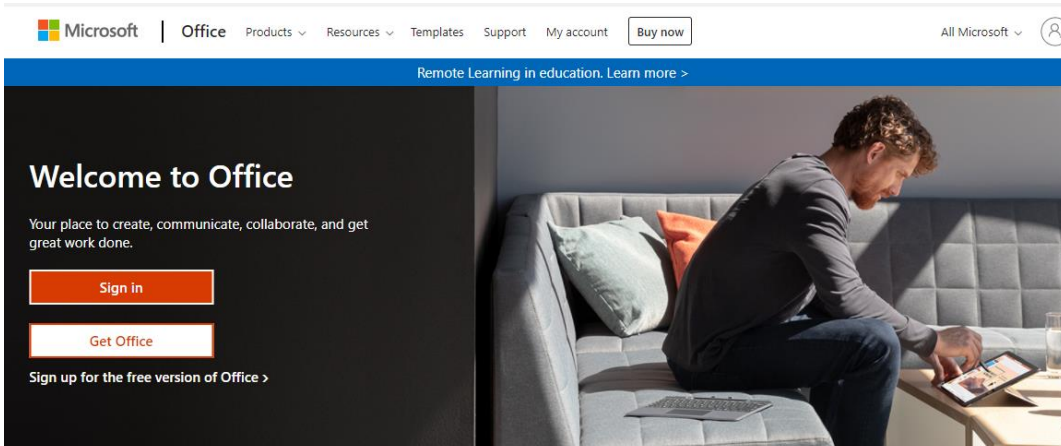 Microsoft Office Products Resources Templates Support My account Buy now All Microsoft
Remote Learning in education. Learn more >
Welcome to Office
Your place to create, communicate, collaborate, and get
great work done.
Sign in
Get Office
Sign up for the free version of Office >